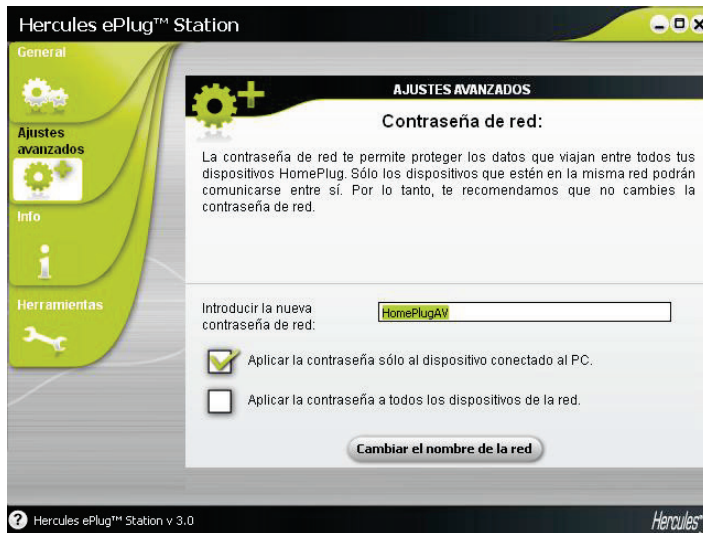 Hercules ePlug™ Station
General
Ajustes
avanzados
Info
Herramientas
AJUSTES AVANZADOS
Contraseña de red:
La contraseña de red te permite proteger los datos que viajan entre todos tus
dispositivos HomePlug. Sólo los dispositivos que estén en la misma red podrán
comunicarse entre sí. Por lo tanto, te recomendamos que no cambies la
contraseña de red.
Introducir la nueva
contraseña de red:
HomePlugAV
Aplicar la contraseña sólo al dispositivo conectado al PC.
Aplicar la contraseña a todos los dispositivos de la red.
Cambiar el nombre de la red
? Hercules ePlug™ Station v 3.0
Hercules™